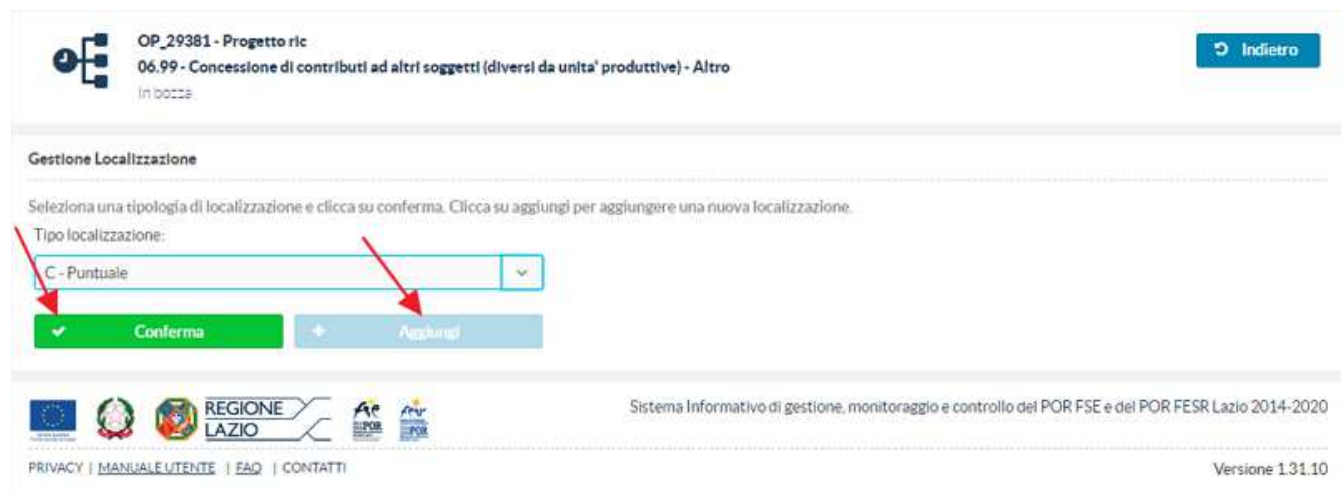 OP_29381 - Progetto ric
Indietro
06.99 - Concessione di contributi ad altri soggetti (diversi da unita' produttive) - Altro
In bozza
Gestione Localizzazione
Seleziona una tipologia di localizzazione e clicca su conferma. Clicca su aggiungi per aggiungere una nuova localizzazione.
Tipo localizzazione:
C - Puntuale
Conferma Aggiungi
REGIONE
LAZIO
Sistema Informativo di gestione, monitoraggio e controllo del POR FSE e del POR FESR Lazio 2014-2020
POR POR
PRIVACY | MANUALE UTENTE | FAQ | CONTATTI
Versione 1.31.10